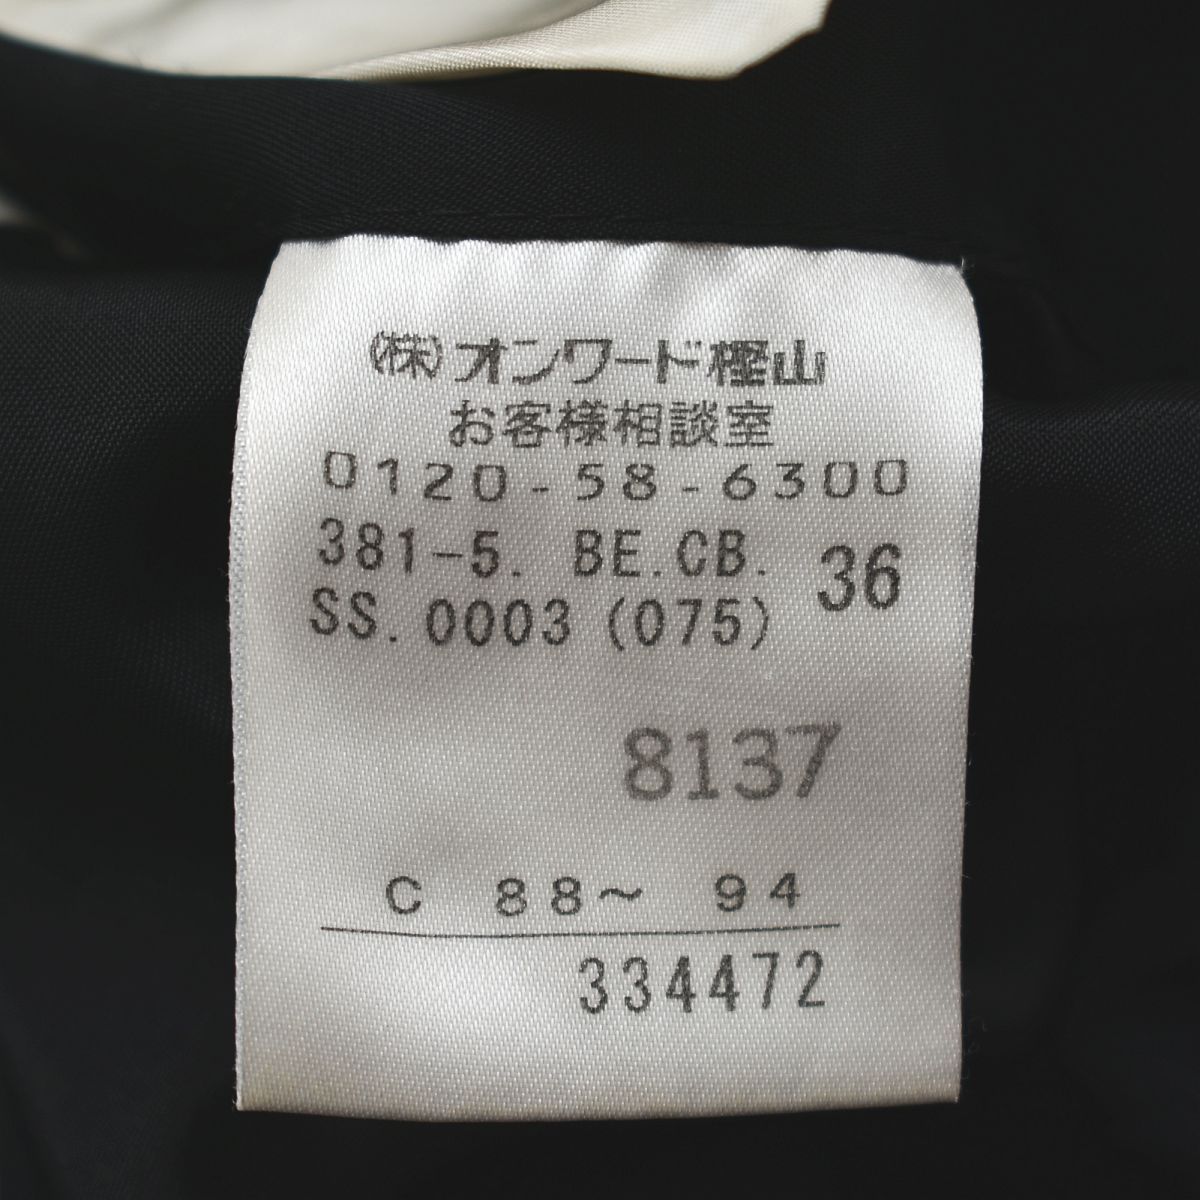 (株)オンワード樫山
お客様相談室
0120-58-6300
381-5. BE.CB. 36
SS.0003(075)
8137
C 88～ 94
334472